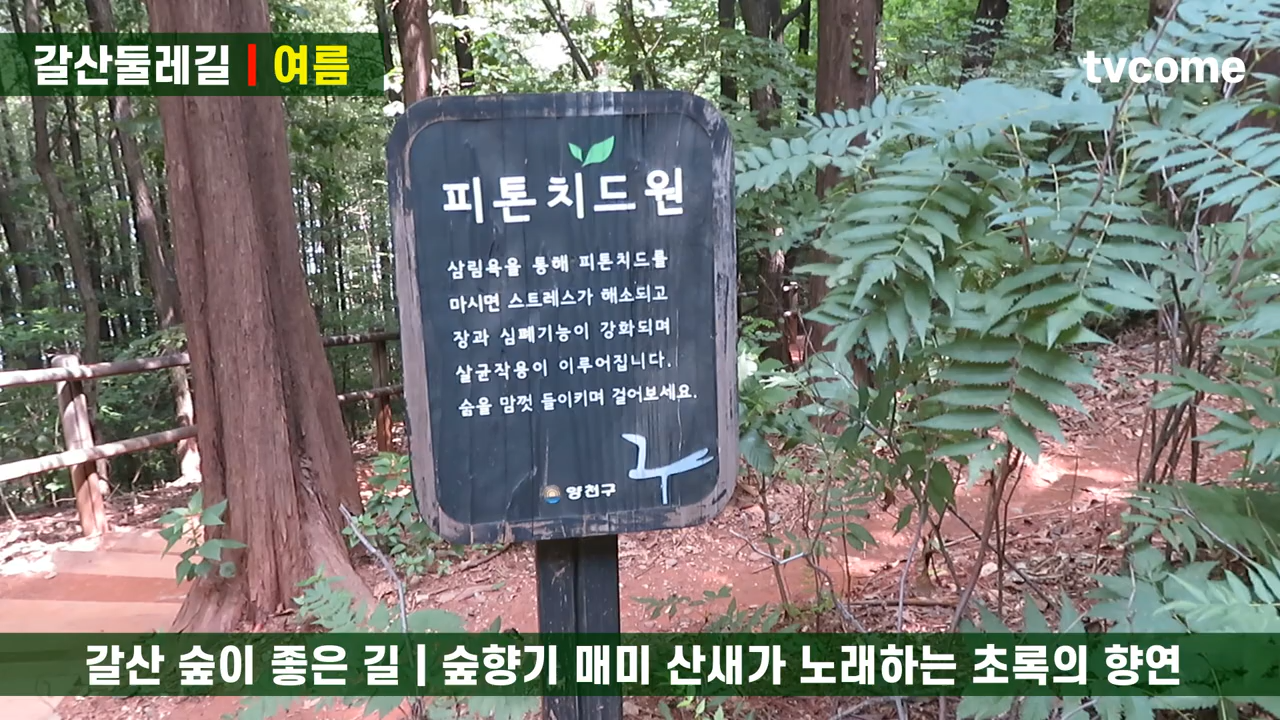 갈산둘레길 | 여름
tvcome
피톤치드원
삼림욕을 통해 피톤치드를
마시면 스트레스가 해소되고
장과 심폐기능이 강화되며
살균작용이 이루어집니다.
숨을 맘껏 들이키며 걸어보세요.
양천구
갈산 숲이 좋은 길 | 숲향기 매미 산새가 노래하는 초록의 향연